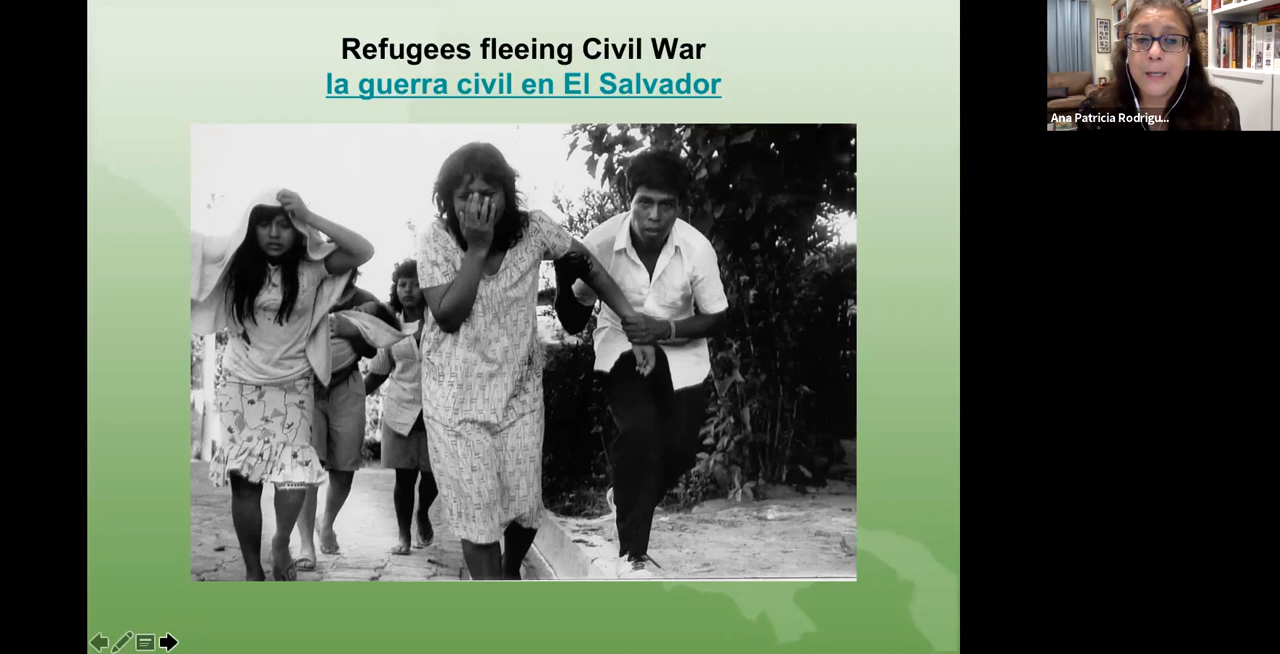 Refugees fleeing Civil War
la guerra civil en El Salvador
Ana Patricia Rodrigu...